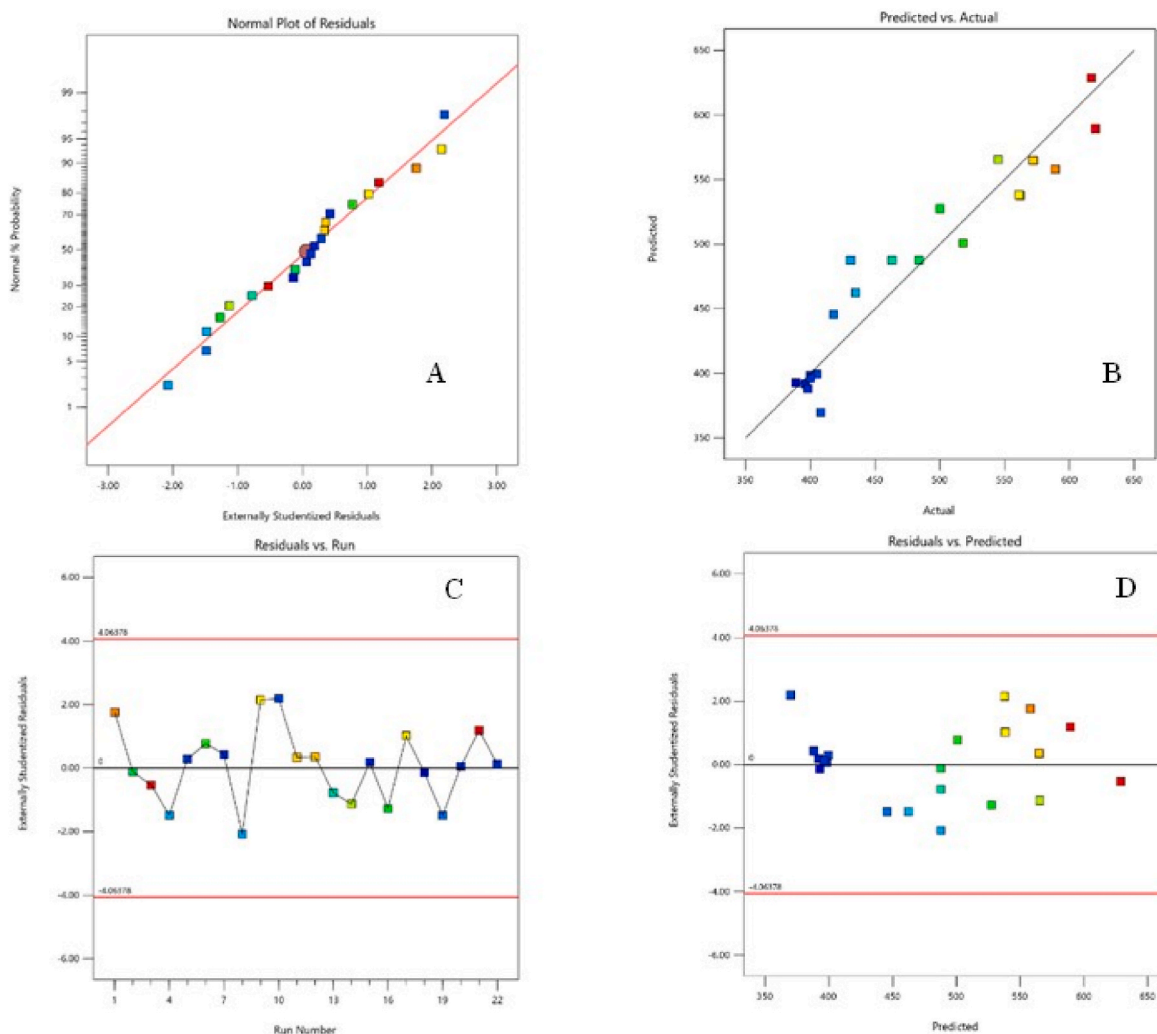 Normal Plot of Residuals
Normal % Probability
99
95
90
80
70
50
30
20
10
5
1
A
-3.00 -2.00 -1.00 0.00 1.00 2.00 3.00
Externally Studentized Residuals
Predicted vs. Actual
Predicted
650
600
550
500
450
400
350
B
350 400 450 500 550 600 650
Actual
Residuals vs. Run
Externally Studentized Residuals
6.00
C
4.06378
4.00
2.00
0
0.00
-2.00
-4.06378
-4.00
-6.00
1 4 7 10 13 16 19 22
Run Number
Residuals vs. Predicted
Externally Studentized Residuals
6.00
D
4.06378
4.00
2.00
0
0.00
-2.00
-4.06378
-4.00
-6.00
350 400 450 500 550 600 650
Predicted